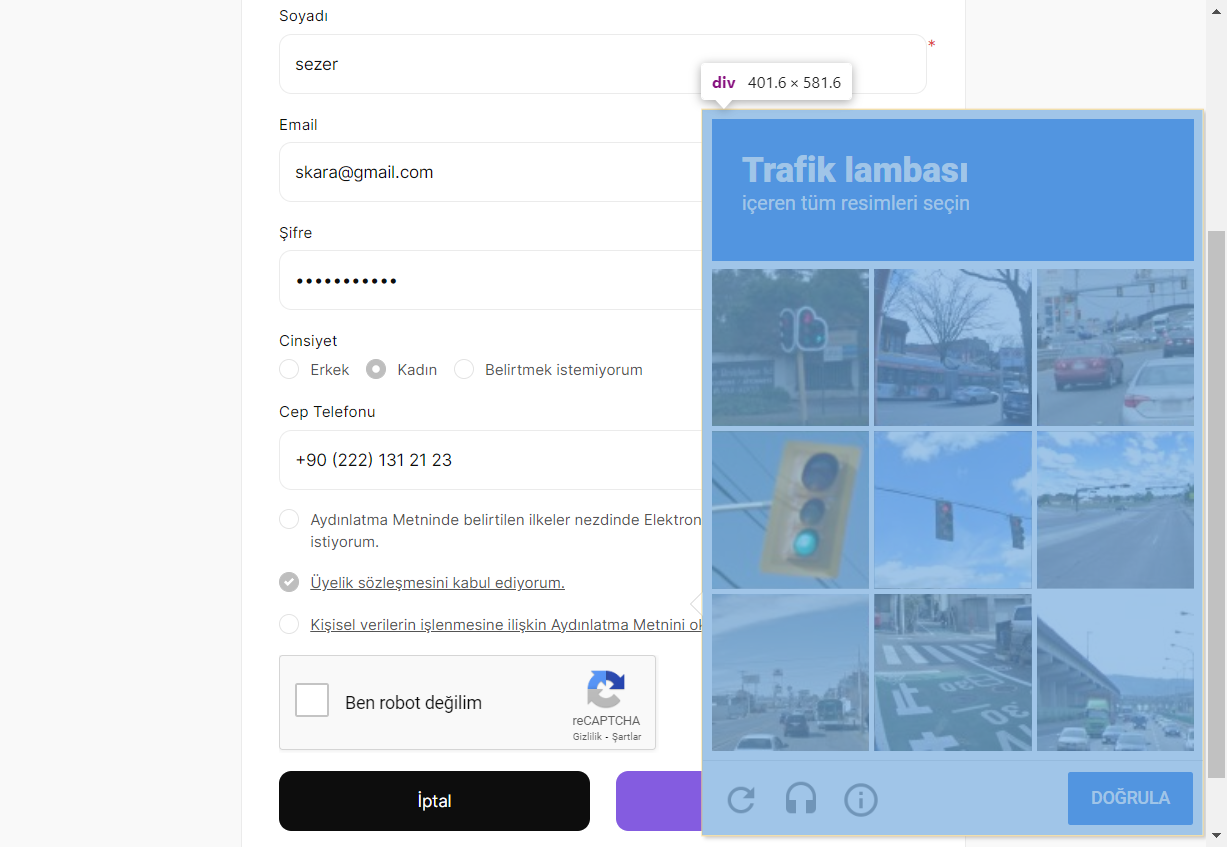 Soyadı
sezer
*
div 401.6 × 581.6
Email
skara@gmail.com
Şifre
•••••••••••
Cinsiyet
Erkek Kadın Belirtmek istemiyorum
Cep Telefonu
+90 (222) 131 21 23
Aydınlatma Metninde belirtilen ilkeler nezdinde Elektron
istiyorum.
Üyelik sözleşmesini kabul ediyorum.
Kişisel verilerin işlenmesine ilişkin Aydınlatma Metnini ok
Ben robot değilim
reCAPTCHA
Gizlilik - Şartlar
İptal
Trafik lambası
içeren tüm resimleri seçin
DOĞRULA